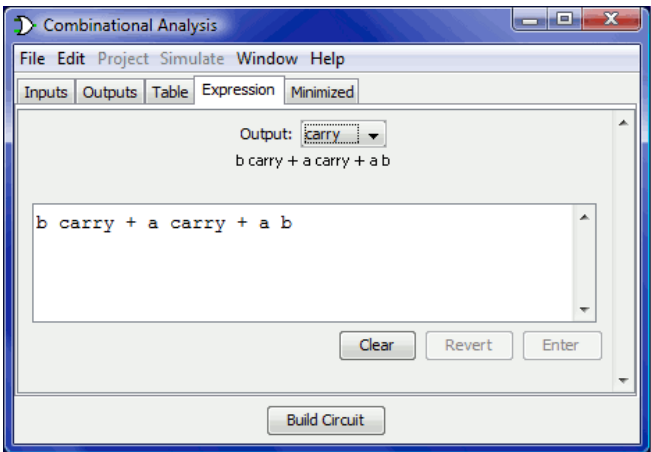 Combinational Analysis
File Edit Project Simulate Window Help
Inputs Outputs Table Expression Minimized
Output: carry
b carry + a carry + a b
b carry + a carry + a b
Clear Revert Enter
Build Circuit